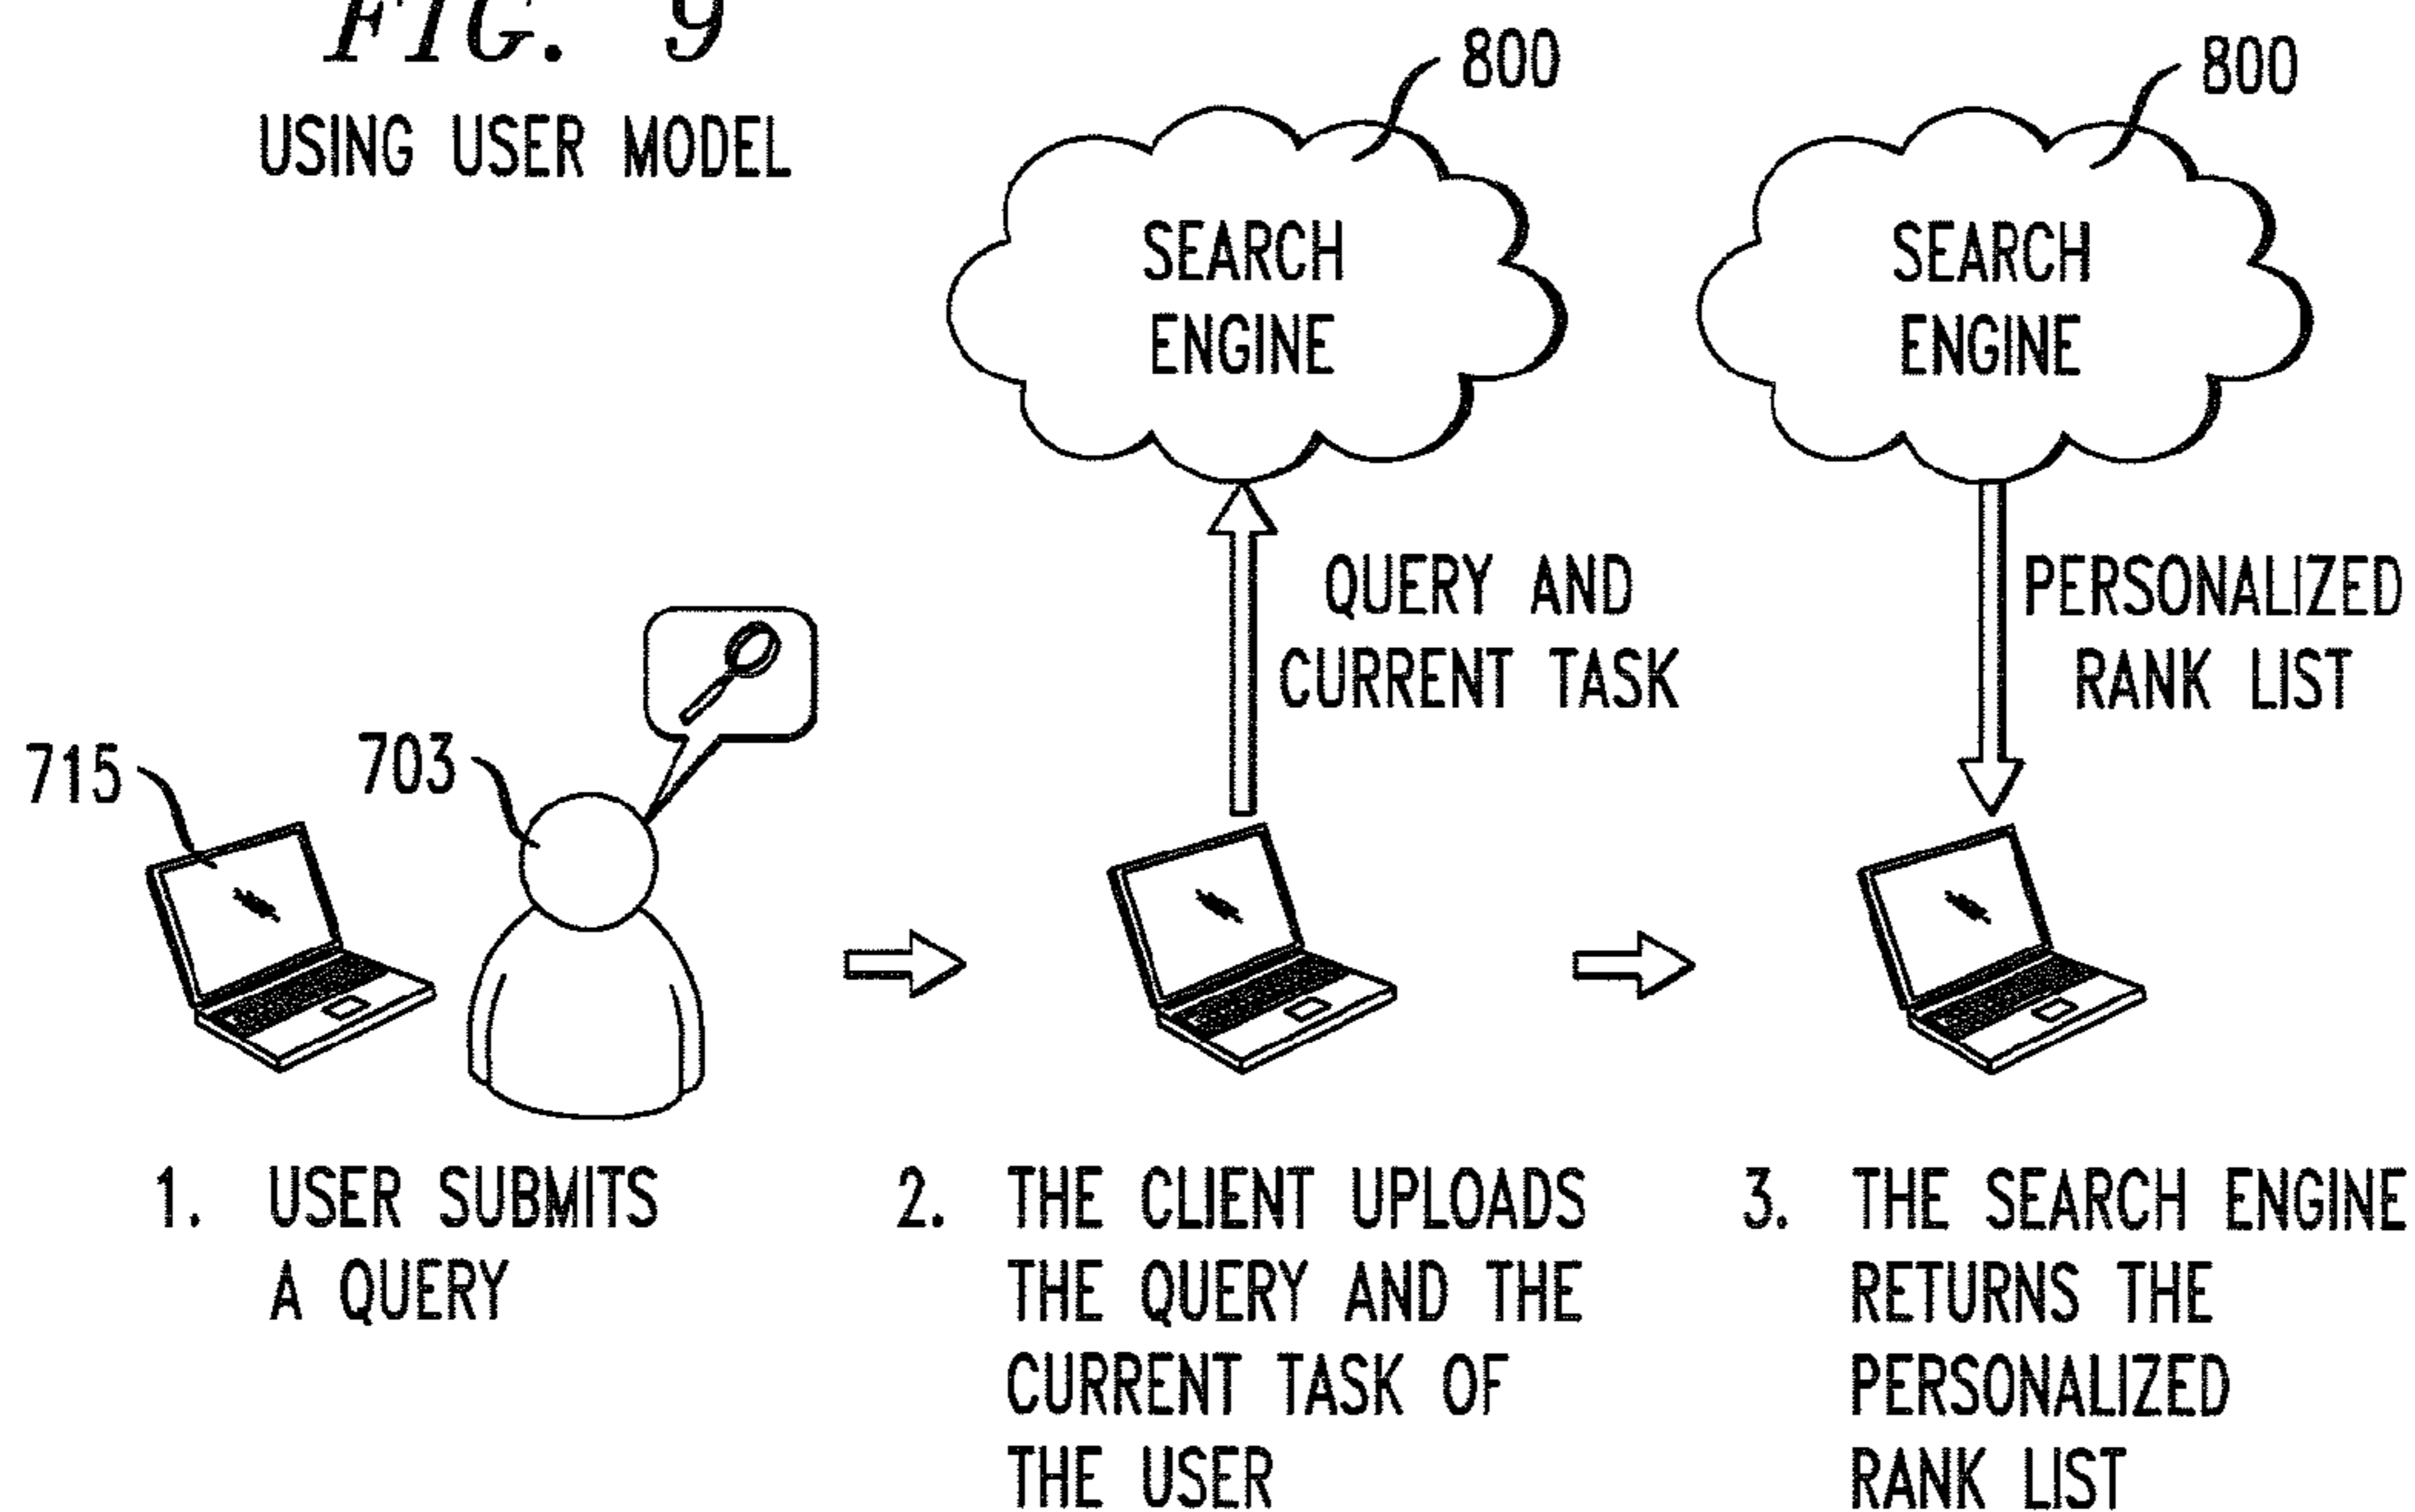 FIG. 9
USING USER MODEL
800
800
SEARCH
ENGINE
SEARCH
ENGINE
QUERY AND
CURRENT TASK
PERSONALIZED
RANK LIST
715
703
1. USER SUBMITS
A QUERY
2. THE CLIENT UPLOADS
THE QUERY AND THE
CURRENT TASK OF
THE USER
3. THE SEARCH ENGINE
RETURNS THE
PERSONALIZED
RANK LIST